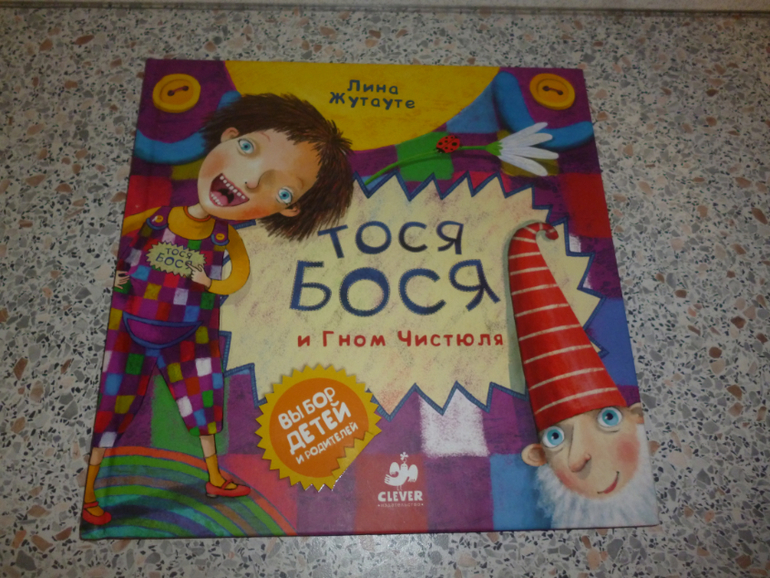 Лина
Жутауте
ТОСЯ
БОСЯ
ТОСЯ
БОСЯ
и Гном Чистюля
ВЫБОР
ДЕТЕЙ
И РОДИТЕЛЕЙ
CLEVER